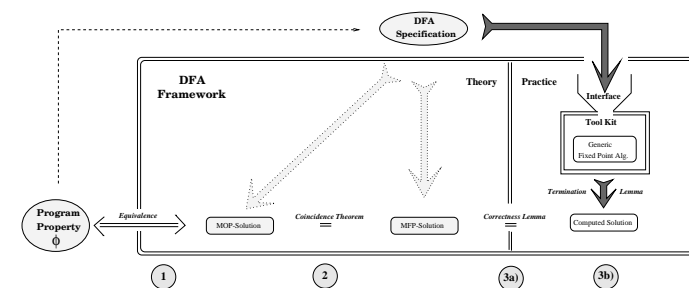 DFA
Specification
DFA
Framework
Theory
Practice
Interface
Tool Kit
Generic
Fixed Point Alg.
Termination
Lemma
Program
Property
ϕ
Equivalence
MOP-Solution
Coincidence Theorem
=
MFP-Solution
Correctness Lemma
=
Computed Solution
1
2
3a)
3b)